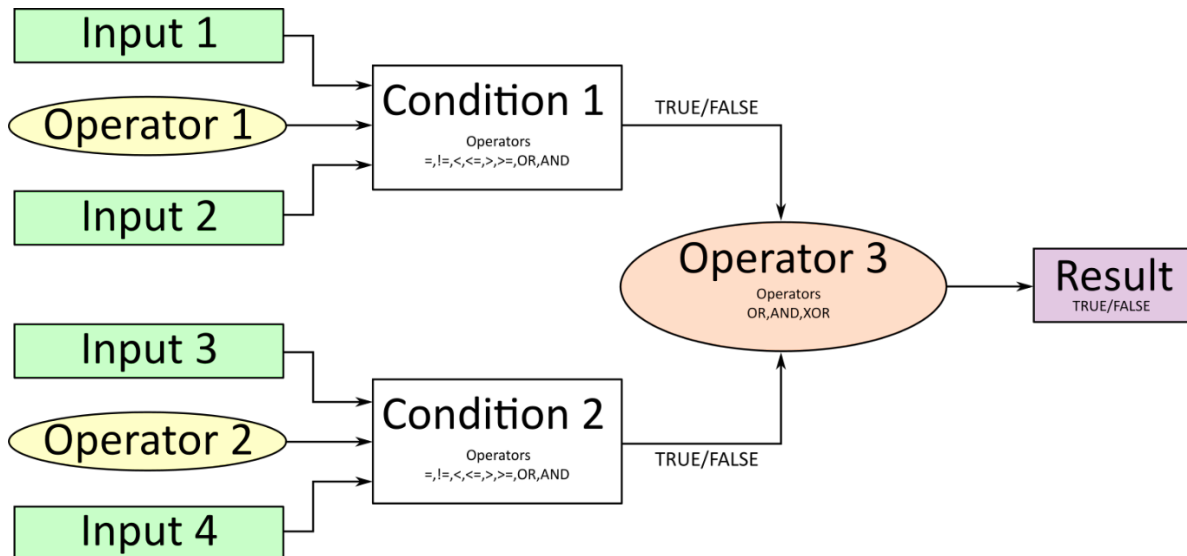 Input 1
Operator 1
Input 2
Condition 1
Operators
=,!=,<,<=,>,>=,OR,AND
TRUE/FALSE
Operator 3
Operators
OR,AND,XOR
Result
TRUE/FALSE
Input 3
Operator 2
Input 4
Condition 2
Operators
=,!=,<,<=,>,>=,OR,AND
TRUE/FALSE